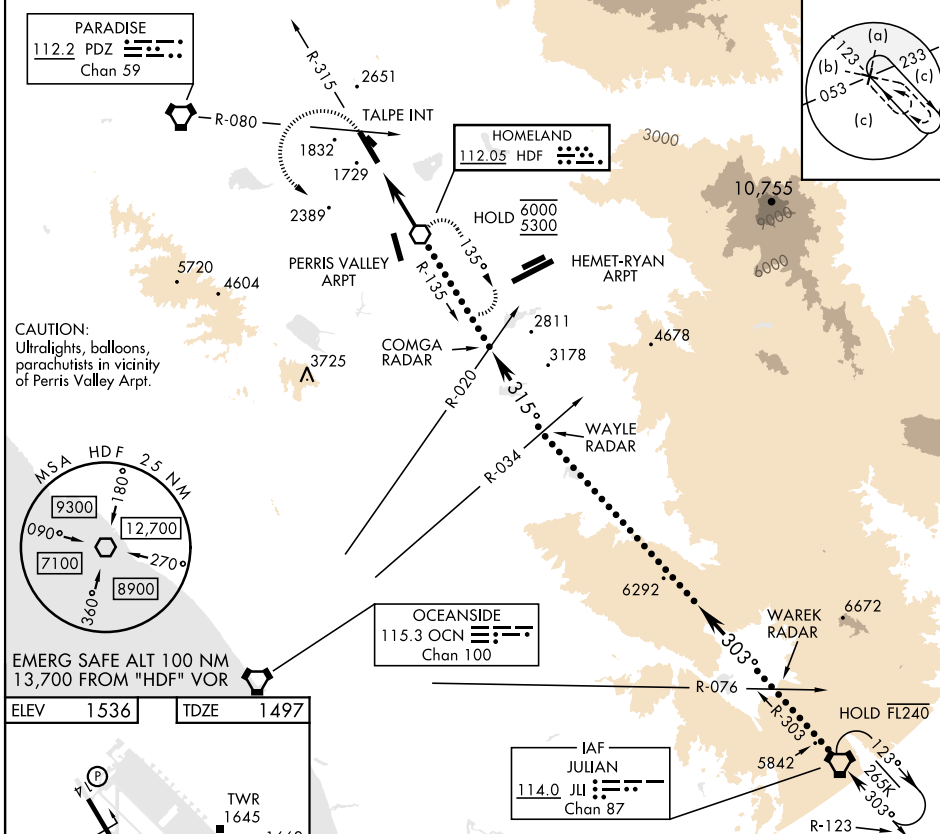 PARADISE
112.2 PDZ
Chan 59
R-315
2651
TALPE INT
R-080
1832
1729
2389
HOMELAND
112.05 HDF
HOLD 6000
5300
3000
10,755
9000
6000
(a)
123
233
(b)
(c)
053
(c)
135°
R-135
PERRIS VALLEY
ARPT
HEMET-RYAN
ARPT
5720
4604
CAUTION:
Ultralights, balloons,
parachutists in vicinity
of Perris Valley Arpt.
3725
COMGA
RADAR
2811
3178
4678
R-020
315°
WAYLE
RADAR
R-034
MSA HDF 25 NM
180°
9300
12,700
090°
270°
7100
8900
360°
EMERG SAFE ALT 100 NM
13,700 FROM "HDF" VOR
6292
OCEANSIDE
115.3 OCN
Chan 100
WAREK
RADAR
6672
303°
R-076
R-303
HOLD FL240
5842
IAF
JULIAN
114.0 JLI
Chan 87
123°
265K
303°
R-123
ELEV 1536
TDZE 1497
P
14
TWR
1645